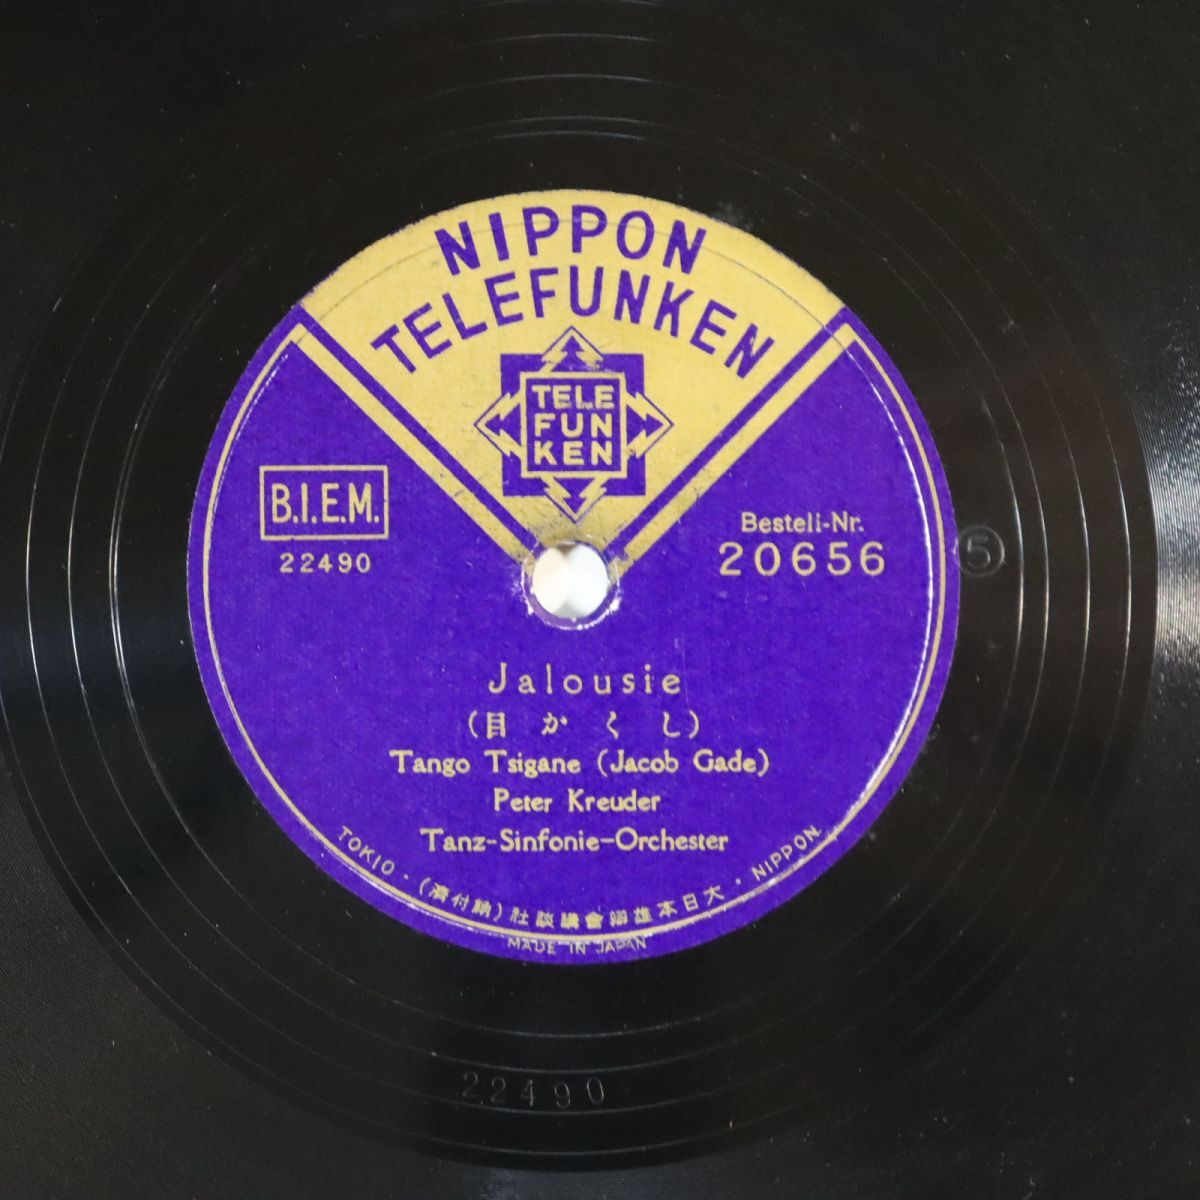 NIPPON
TELEFUNKEN
TELE
FUN
KEN
B.I.E.M.
22490
Bestell-Nr.
20656
5
Jalousie
(目かくし)
Tango Tsigane (Jacob Gade)
Peter Kreuder
Tanz-Sinfonie-Orchester
TOKIO · (濟付納) 社談講會辯雄本日大 · NIPPON
MADE IN JAPAN
22490